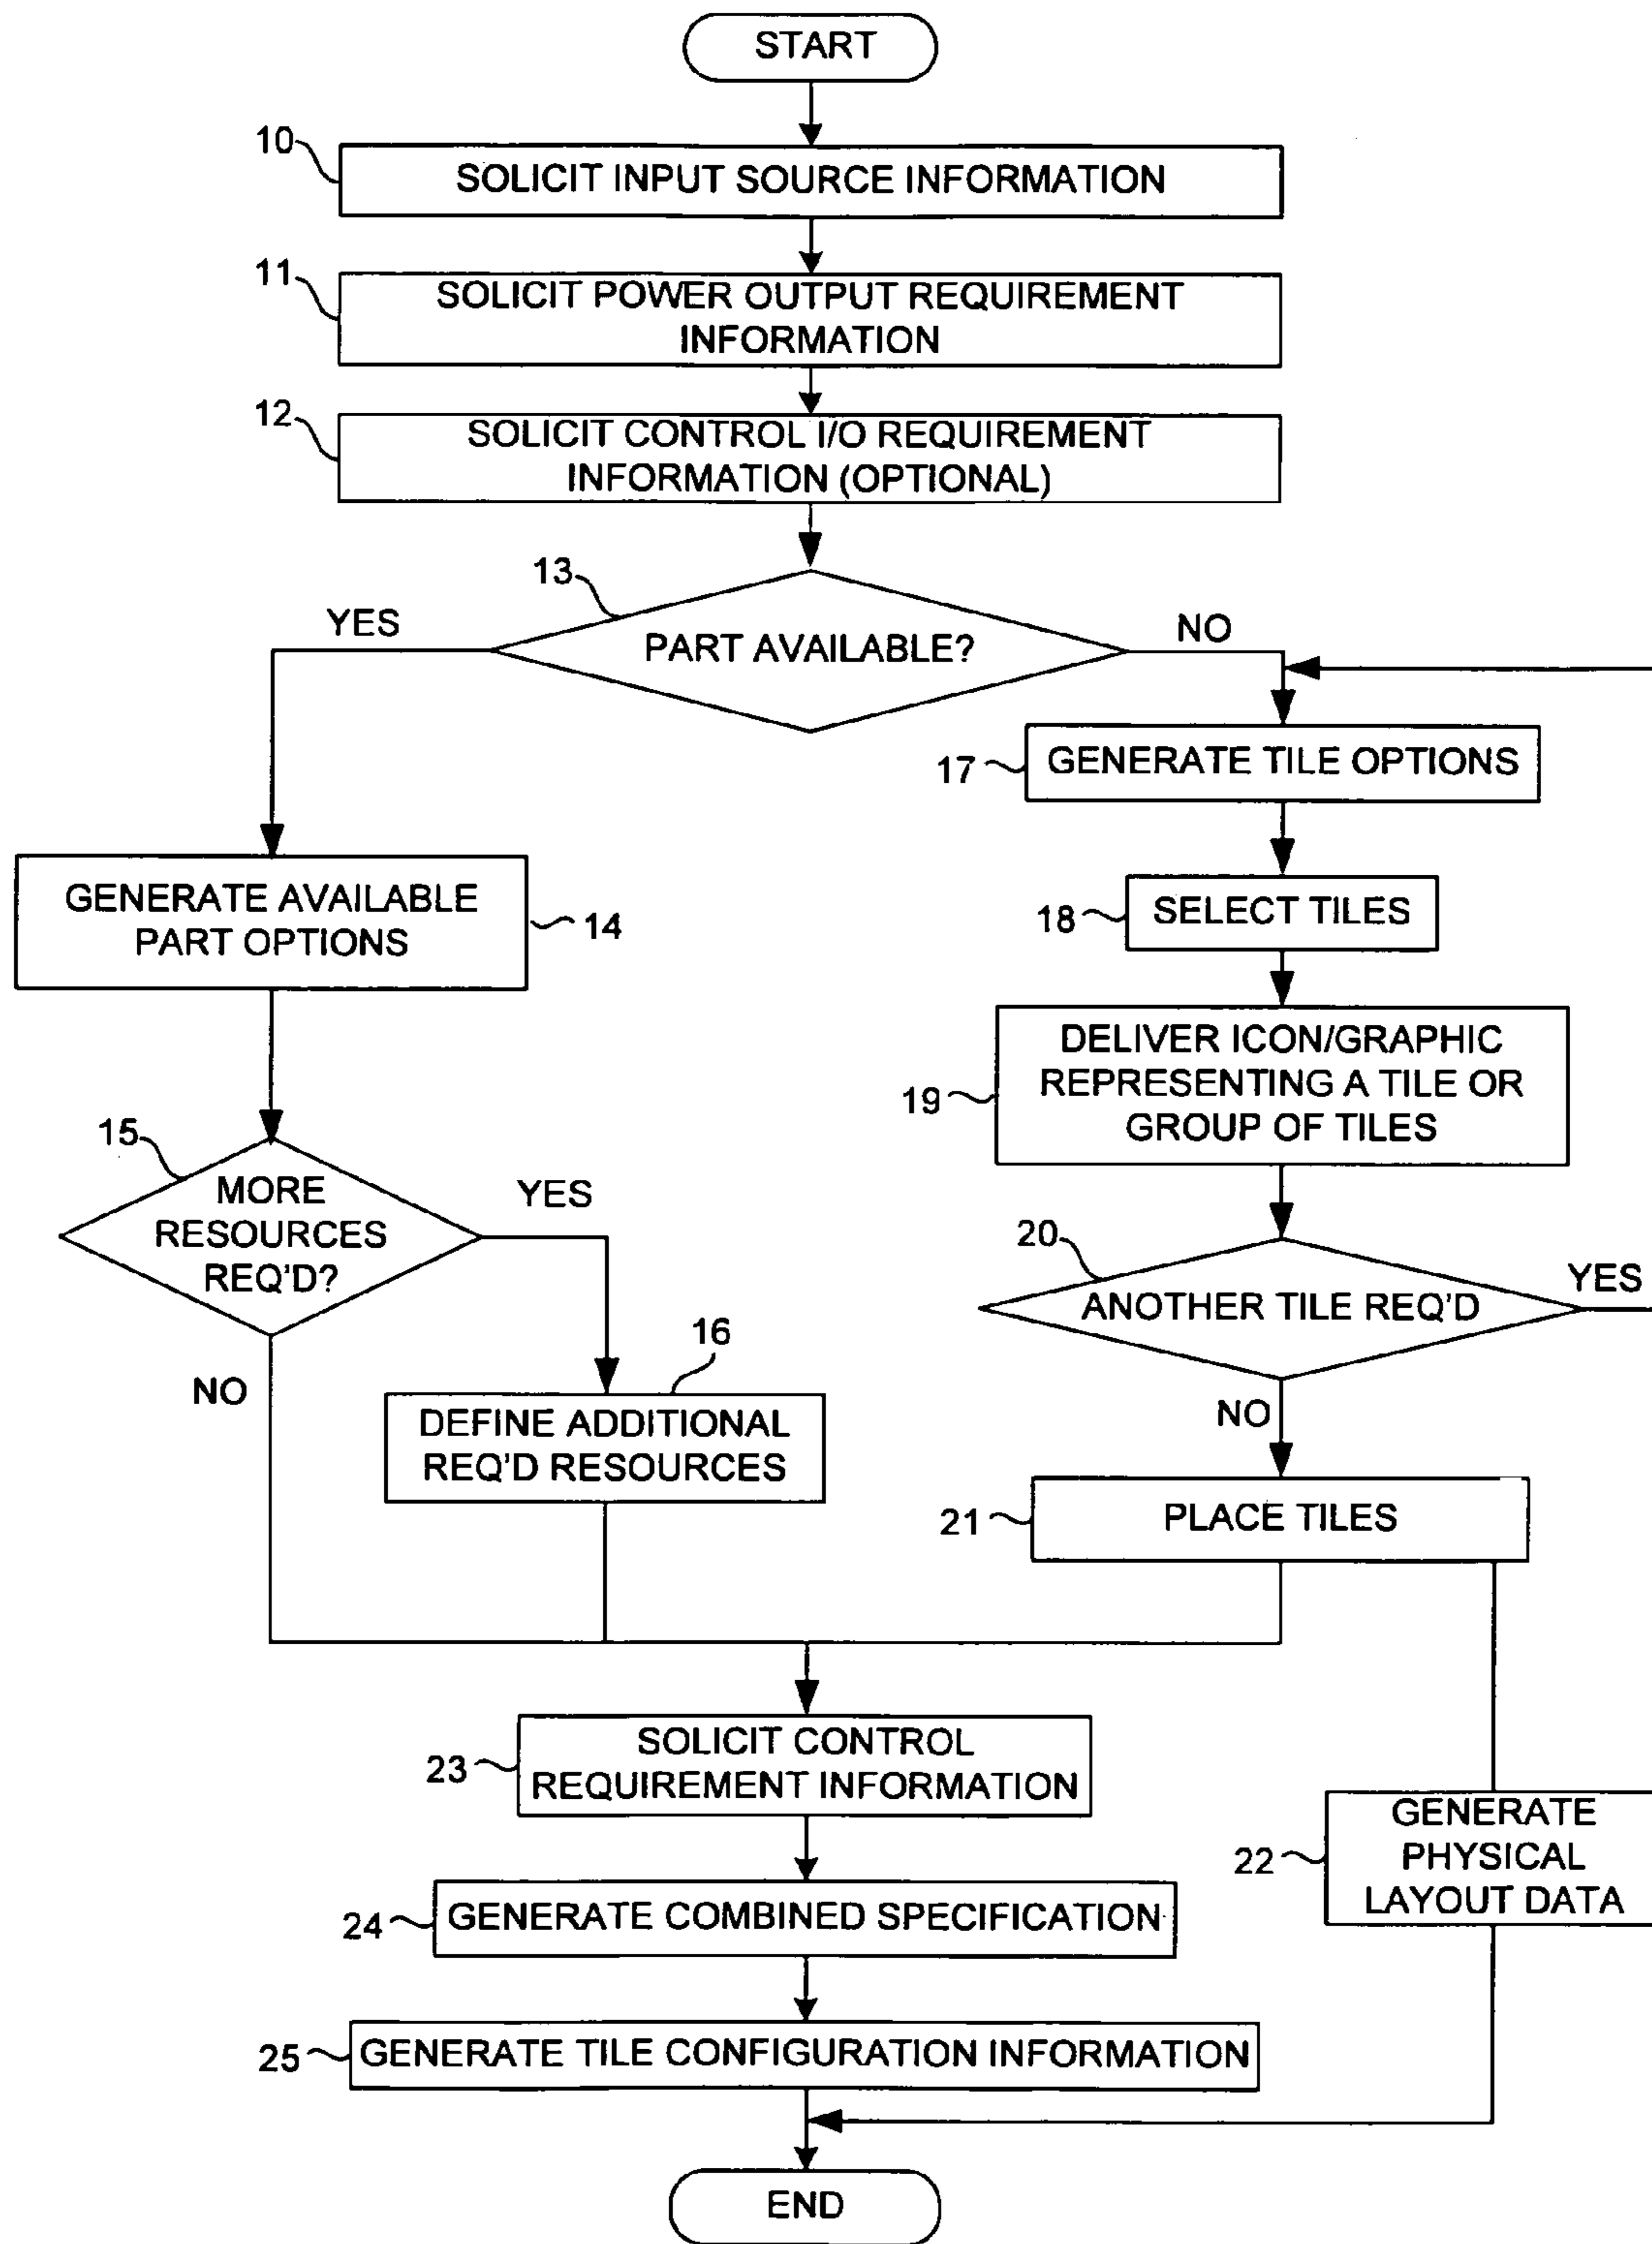 START
10
SOLICIT INPUT SOURCE INFORMATION
11
SOLICIT POWER OUTPUT REQUIREMENT
INFORMATION
12
SOLICIT CONTROL I/O REQUIREMENT
INFORMATION (OPTIONAL)
13
YES
PART AVAILABLE?
NO
17
GENERATE TILE OPTIONS
GENERATE AVAILABLE
PART OPTIONS
14
18
SELECT TILES
19
DELIVER ICON/GRAPHIC
REPRESENTING A TILE OR
GROUP OF TILES
15
MORE
RESOURCES
REQ'D?
YES
NO
20
ANOTHER TILE REQ'D
YES
NO
16
DEFINE ADDITIONAL
REQ'D RESOURCES
21
PLACE TILES
23
SOLICIT CONTROL
REQUIREMENT INFORMATION
22
GENERATE
PHYSICAL
LAYOUT DATA
24
GENERATE COMBINED SPECIFICATION
25
GENERATE TILE CONFIGURATION INFORMATION
END